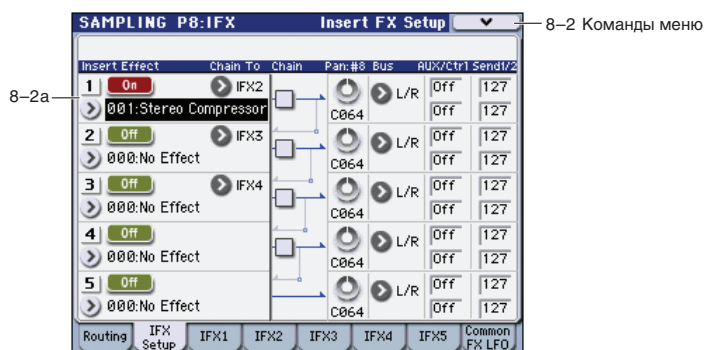 SAMPLING P8:IFX Insert FX Setup
8–2 Команды меню
Insert Effect Chain To Chain Pan:#8 Bus AUX/Ctrl Send1/2
8–2a
1 On IFX2 L/R Off 127
001:Stereo Compressor C064 Off 127
2 Off IFX3 L/R Off 127
000:No Effect C064 Off 127
3 Off IFX4 L/R Off 127
000:No Effect C064 Off 127
4 Off L/R Off 127
000:No Effect C064 Off 127
5 Off L/R Off 127
000:No Effect C064 Off 127
Routing IFX Setup IFX1 IFX2 IFX3 IFX4 IFX5 Common FX LFO